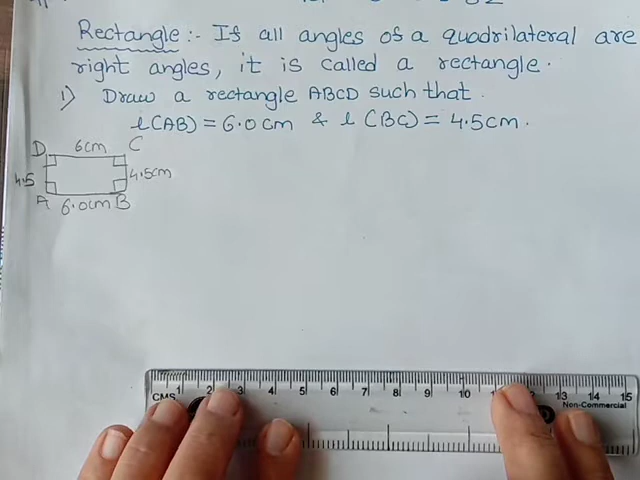 Rectangle :- If all angles of a quadrilateral are
right angles, it is called a rectangle.
1) Draw a rectangle ABCD such that
l(AB) = 6.0cm & l(BC) = 4.5cm.
D 6cm C
4.5 4.5cm
A 6.0cm B
CMS 1 2 3 4 5 6 7 8 9 10 13 14 15
Non-Commercial